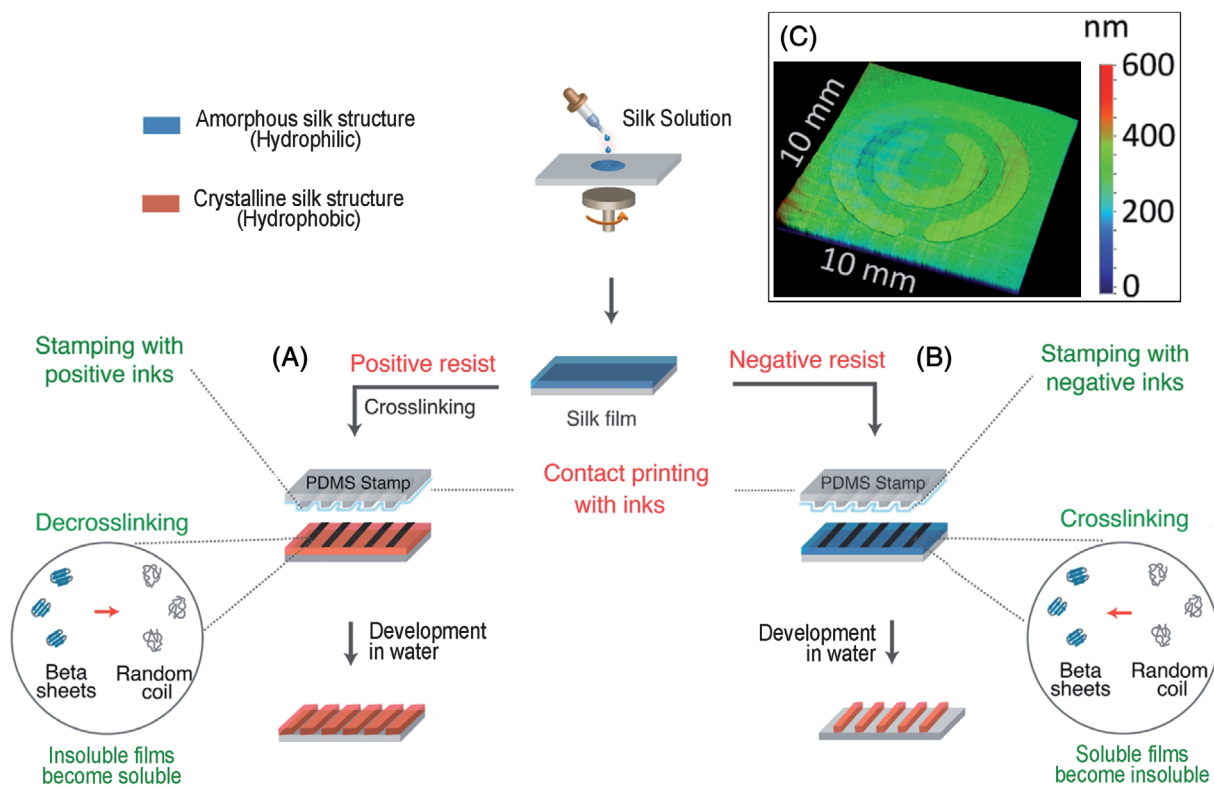 (C)
nm
600
400
200
0
10 mm
10 mm
Amorphous silk structure
(Hydrophilic)
Crystalline silk structure
(Hydrophobic)
Silk Solution
Stamping with
positive inks
(A)
Positive resist
Crosslinking
Silk film
Negative resist
(B)
Stamping with
negative inks
PDMS Stamp
Contact printing
with inks
PDMS Stamp
Decrosslinking
Beta
sheets
Random
coil
Insoluble films
become soluble
Development
in water
Development
in water
Crosslinking
Beta
sheets
Random
coil
Soluble films
become insoluble